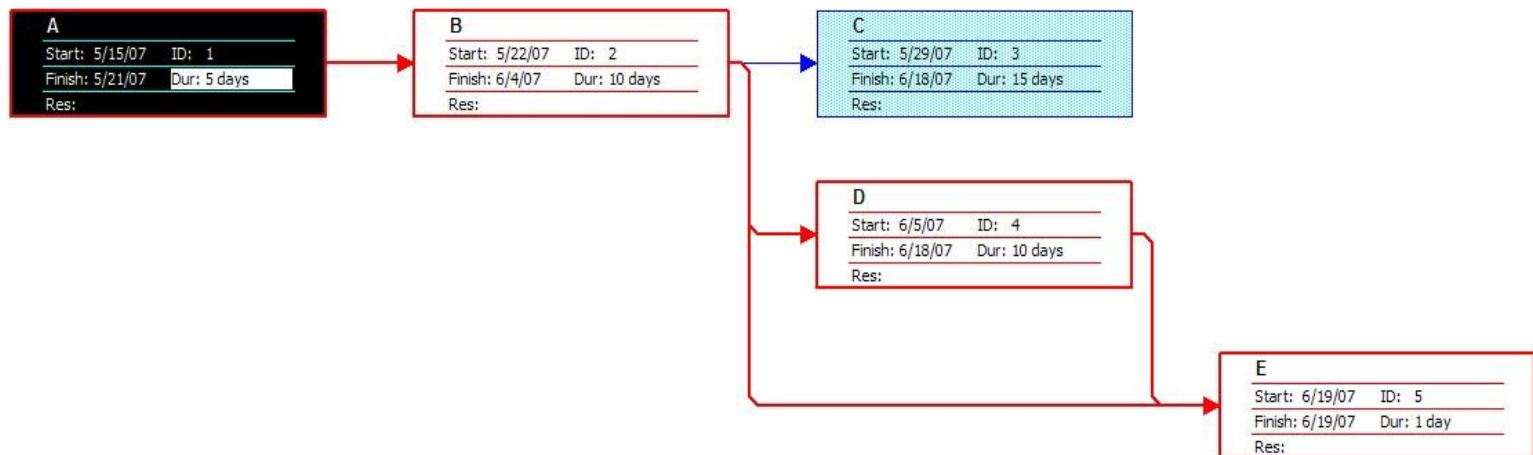 A
Start: 5/15/07 ID: 1
Finish: 5/21/07 Dur: 5 days
Res:
B
Start: 5/22/07 ID: 2
Finish: 6/4/07 Dur: 10 days
Res:
C
Start: 5/29/07 ID: 3
Finish: 6/18/07 Dur: 15 days
Res:
D
Start: 6/5/07 ID: 4
Finish: 6/18/07 Dur: 10 days
Res:
E
Start: 6/19/07 ID: 5
Finish: 6/19/07 Dur: 1 day
Res: